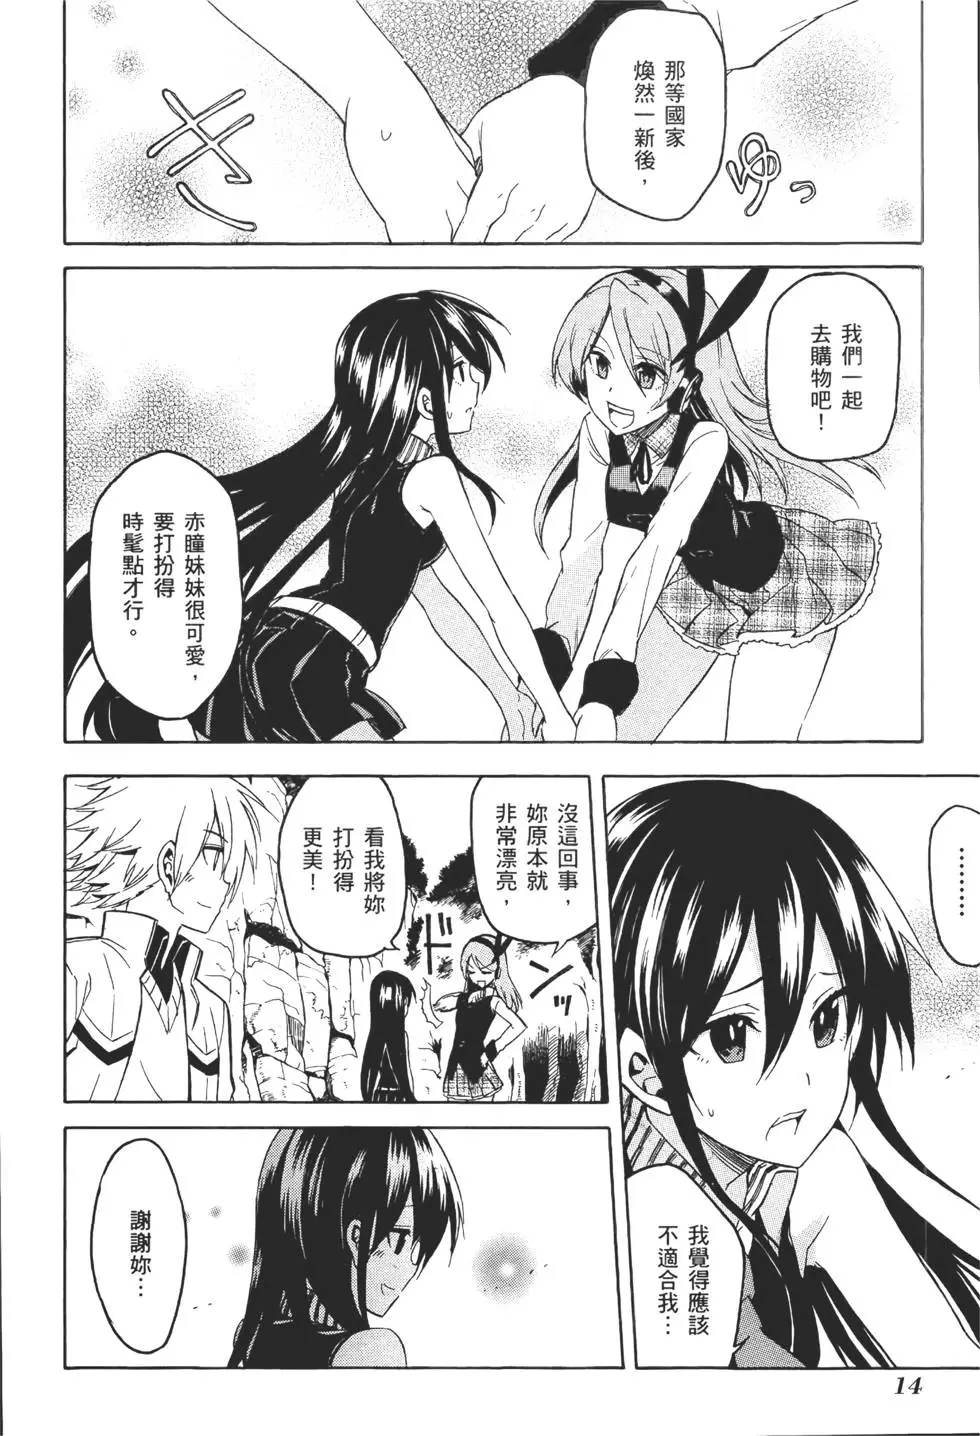 那等國家
煥然一新後，
ギュッ
我們一起
去購物吧！
赤瞳妹妹很可愛，
要打扮得
時髦點才行。
………
我覺得應該
不適合我…
沒這回事，
妳原本就
非常漂亮，
看我將妳
打扮得
更美！
ドンッ
謝謝妳…
14